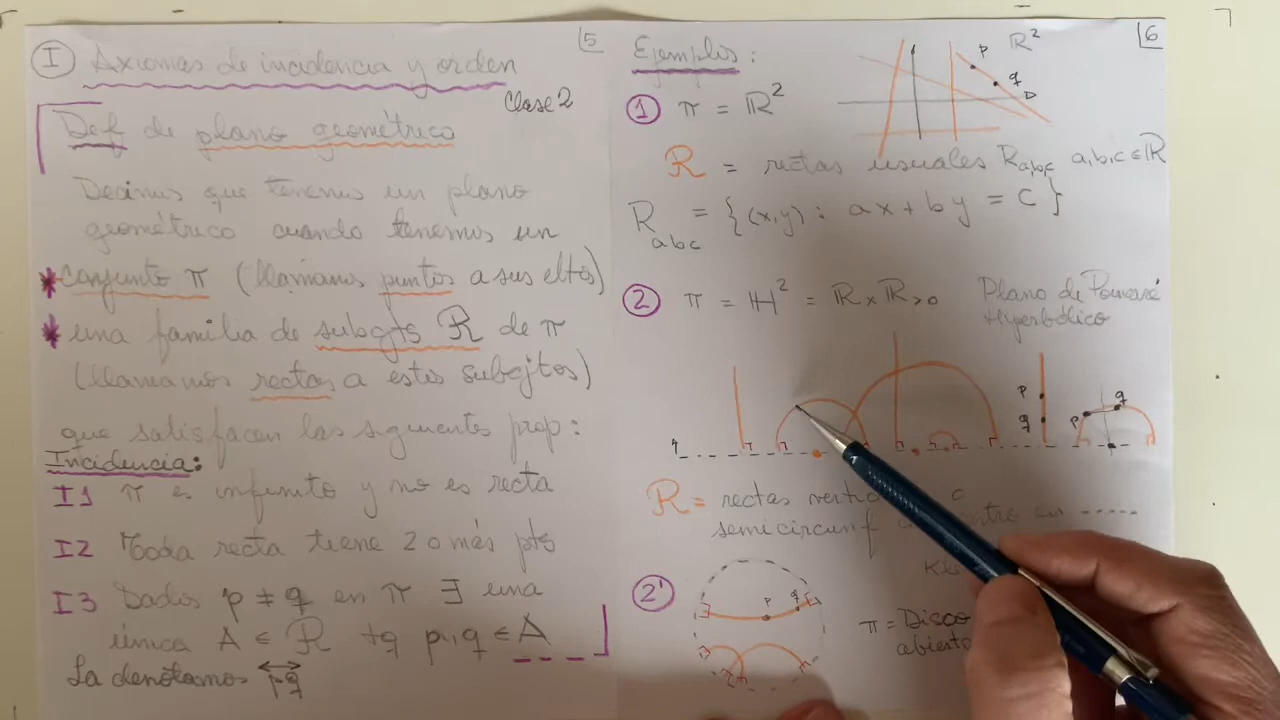 I Axiomas de incidencia y orden
5
Clase 2
Def de plano geométrico
Decimos que tenemos un plano
geométrico cuando tenemos un
* conjunto π (llamamos puntos a sus eltos)
* una familia de subcjts R de π
(llamamos rectas a estos subcjtos)
que satisfacen las siguientes prop:
Incidencia:
I1 π es infinito y no es recta
I2 Toda recta tiene 2 o más pts
I3 Dados p ≠ q en π ∃ una
única A ∈ R tq p,q ∈ A
La denotamos pq
Ejemplos:
6
ℝ²
p
q
1 π = ℝ²
R = rectas usuales R a,b,c a,b,c ∈ ℝ
R abc = {(x,y) : ax + by = c}
2 π = ℍ² = ℝ × ℝ>0 Plano de Poincaré
Hyperbólico
p
q
p
q
R = rectas
semicircunf
2'
p
q
π = Disco
abierto